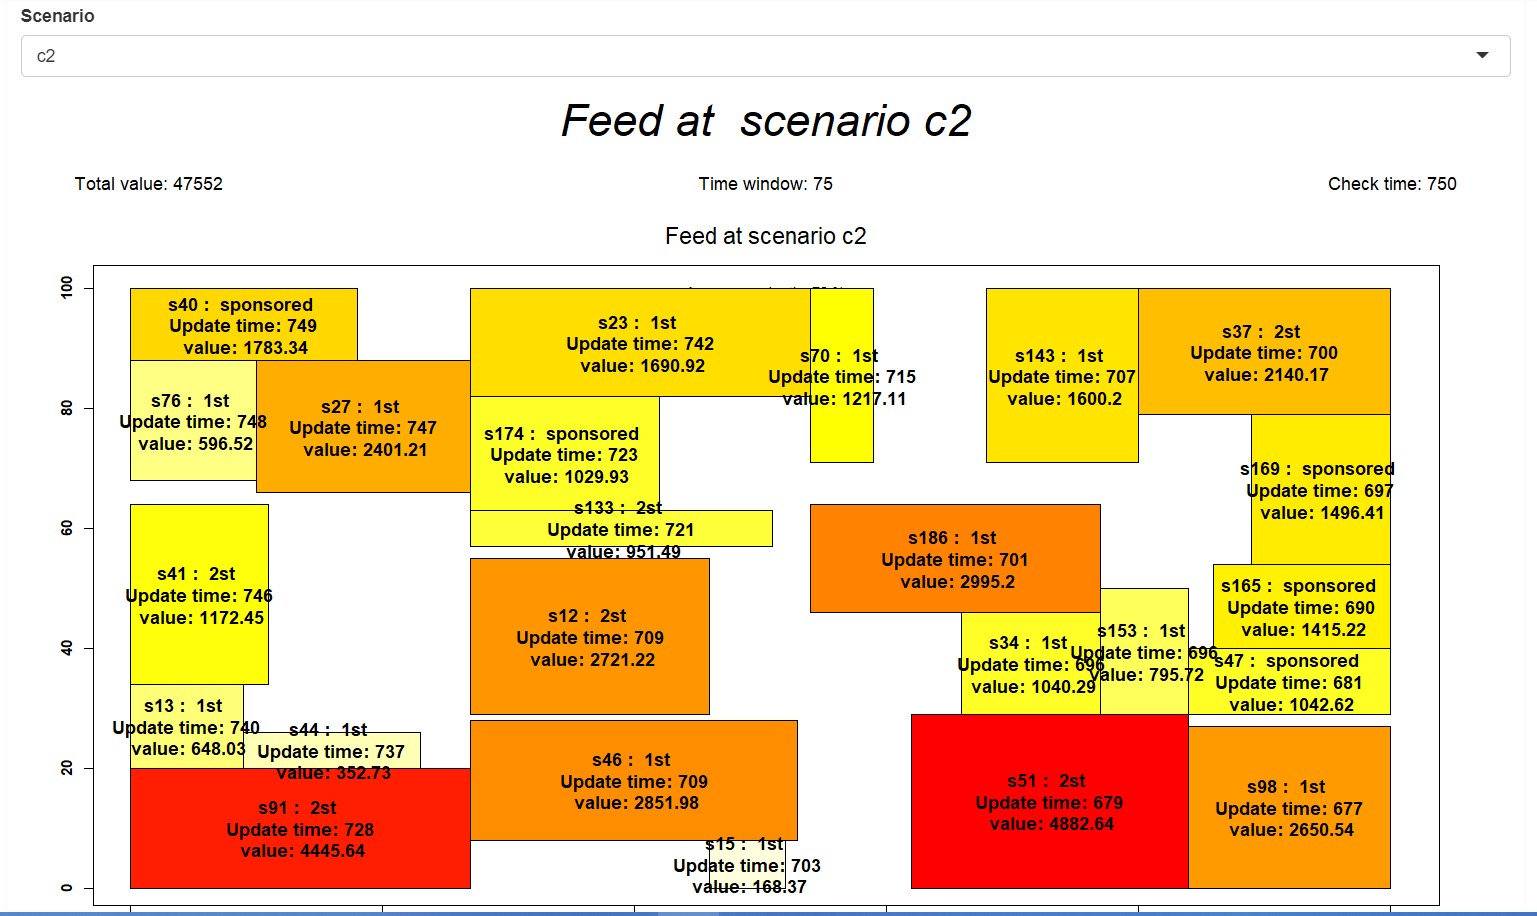 Scenario
c2
Feed at  scenario c2
Total value: 47552
Time window: 75
Check time: 750
Feed at scenario c2
100
80
60
40
20
0
s40 :  sponsored
Update time: 749
value: 1783.34
s76 :  1st
Update time: 748
value: 596.52
s27 :  1st
Update time: 747
value: 2401.21
s41 :  2st
Update time: 746
value: 1172.45
s13 :  1st
Update time: 740
value: 648.03
s44 :  1st
Update time: 737
value: 352.73
s91 :  2st
Update time: 728
value: 4445.64
s23 :  1st
Update time: 742
value: 1690.92
s174 :  sponsored
Update time: 723
value: 1029.93
s133 :  2st
Update time: 721
value: 951.49
s12 :  2st
Update time: 709
value: 2721.22
s46 :  1st
Update time: 709
value: 2851.98
s15 :  1st
Update time: 703
value: 168.37
s70 :  1st
Update time: 715
value: 1217.11
s143 :  1st
Update time: 707
value: 1600.2
s37 :  2st
Update time: 700
value: 2140.17
s169 :  sponsored
Update time: 697
value: 1496.41
s186 :  1st
Update time: 701
value: 2995.2
s34 :  1st
Update time: 696
value: 1040.29
s153 :  1st
Update time: 696
value: 795.72
s165 :  sponsored
Update time: 690
value: 1415.22
s47 :  sponsored
Update time: 681
value: 1042.62
s51 :  2st
Update time: 679
value: 4882.64
s98 :  1st
Update time: 677
value: 2650.54